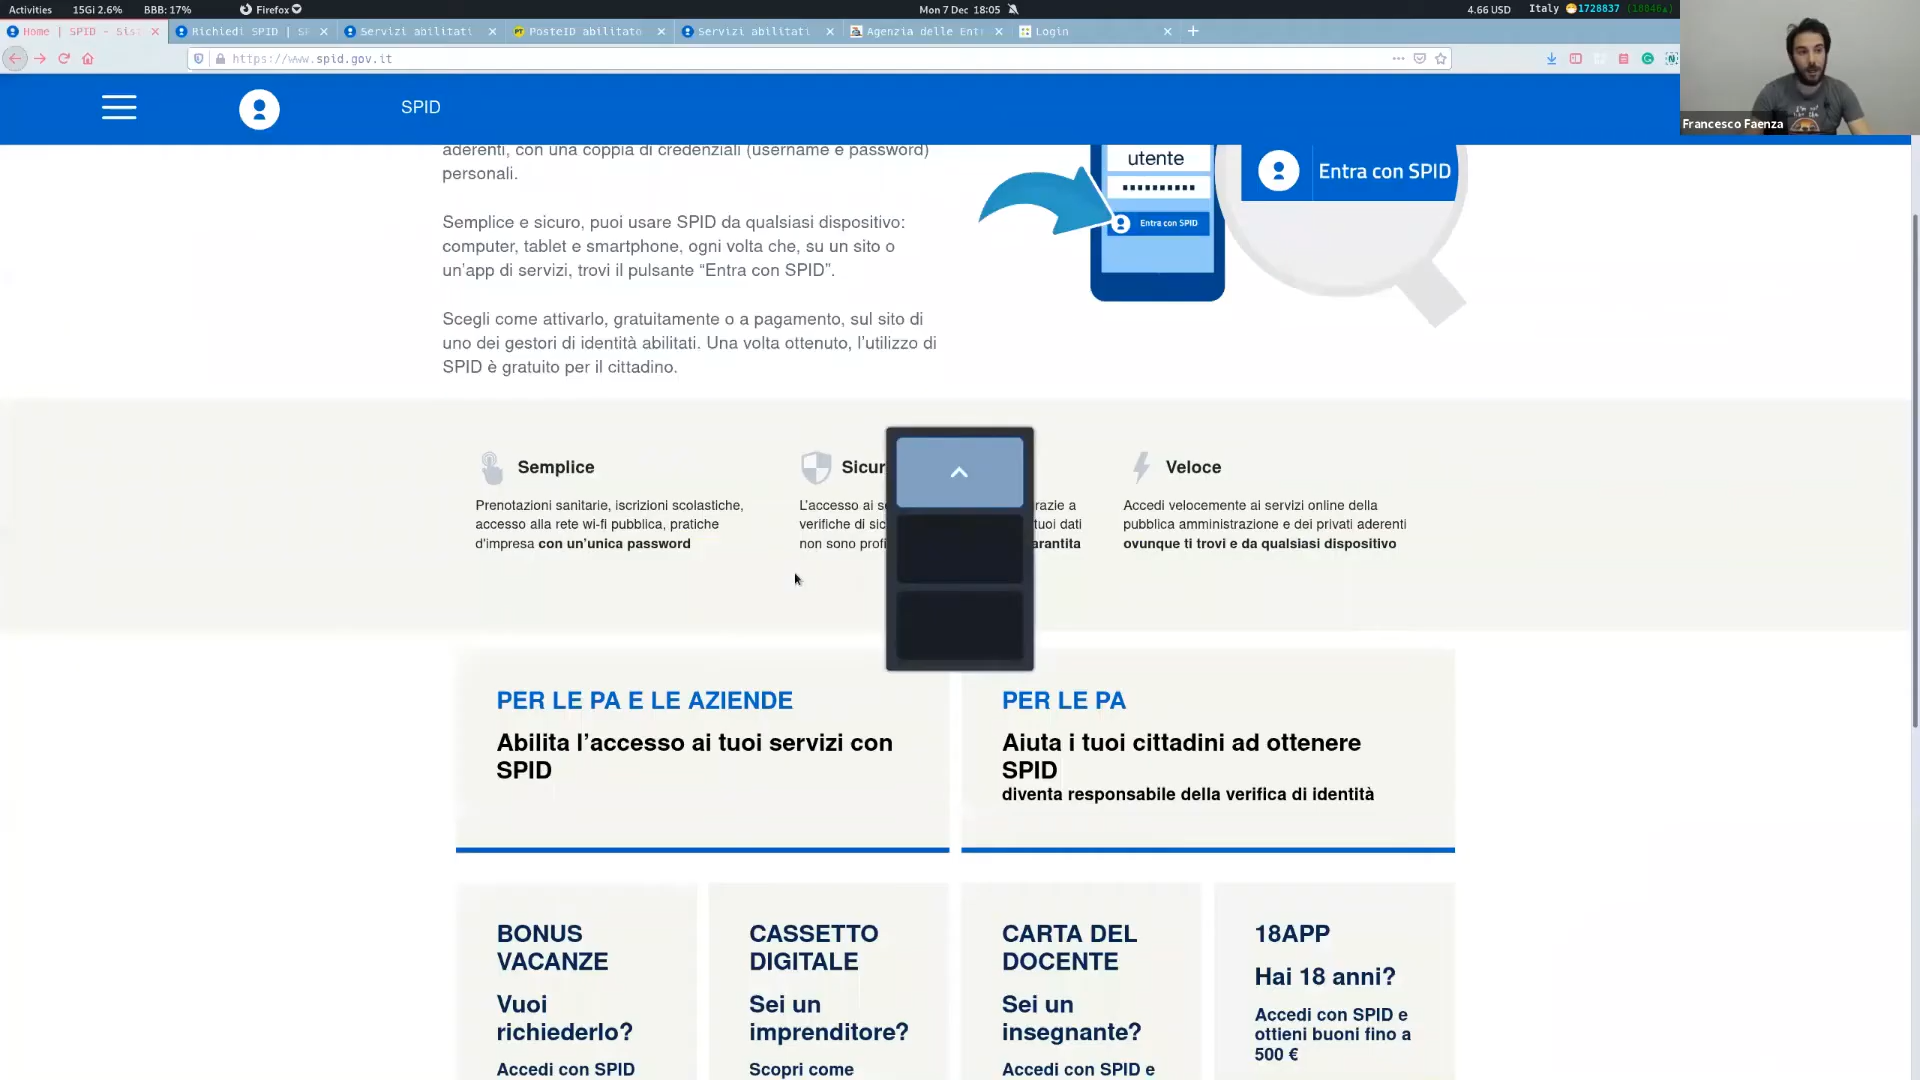 Activities 15Gi 2.6% BBB: 17% Firefox Mon 7 Dec 18:05 4.66 USD Italy 1728837 (18846▲)
Home | SPID - Sis Richiedi SPID | S Servizi abilitati PosteID abilitato Servizi abilitati Agenzia delle Ent Login
https://www.spid.gov.it
SPID
Francesco Faenza
aderenti, con una coppia di credenziali (username e password)
personali.
Semplice e sicuro, puoi usare SPID da qualsiasi dispositivo:
computer, tablet e smartphone, ogni volta che, su un sito o
un’app di servizi, trovi il pulsante “Entra con SPID”.
Scegli come attivarlo, gratuitamente o a pagamento, sul sito di
uno dei gestori di identità abilitati. Una volta ottenuto, l’utilizzo di
SPID è gratuito per il cittadino.
utente
Entra con SPID
Entra con SPID
Semplice
Prenotazioni sanitarie, iscrizioni scolastiche,
accesso alla rete wi-fi pubblica, pratiche
d’impresa con un’unica password
Sicur
L’accesso ai s razie a
verifiche di sic tuoi dati
non sono profi arantita
Veloce
Accedi velocemente ai servizi online della
pubblica amministrazione e dei privati aderenti
ovunque ti trovi e da qualsiasi dispositivo
PER LE PA E LE AZIENDE
Abilita l’accesso ai tuoi servizi con
SPID
PER LE PA
Aiuta i tuoi cittadini ad ottenere
SPID
diventa responsabile della verifica di identità
BONUS
VACANZE
Vuoi
richiederlo?
Accedi con SPID
CASSETTO
DIGITALE
Sei un
imprenditore?
Scopri come
CARTA DEL
DOCENTE
Sei un
insegnante?
Accedi con SPID e
18APP
Hai 18 anni?
Accedi con SPID e
ottieni buoni fino a
500 €